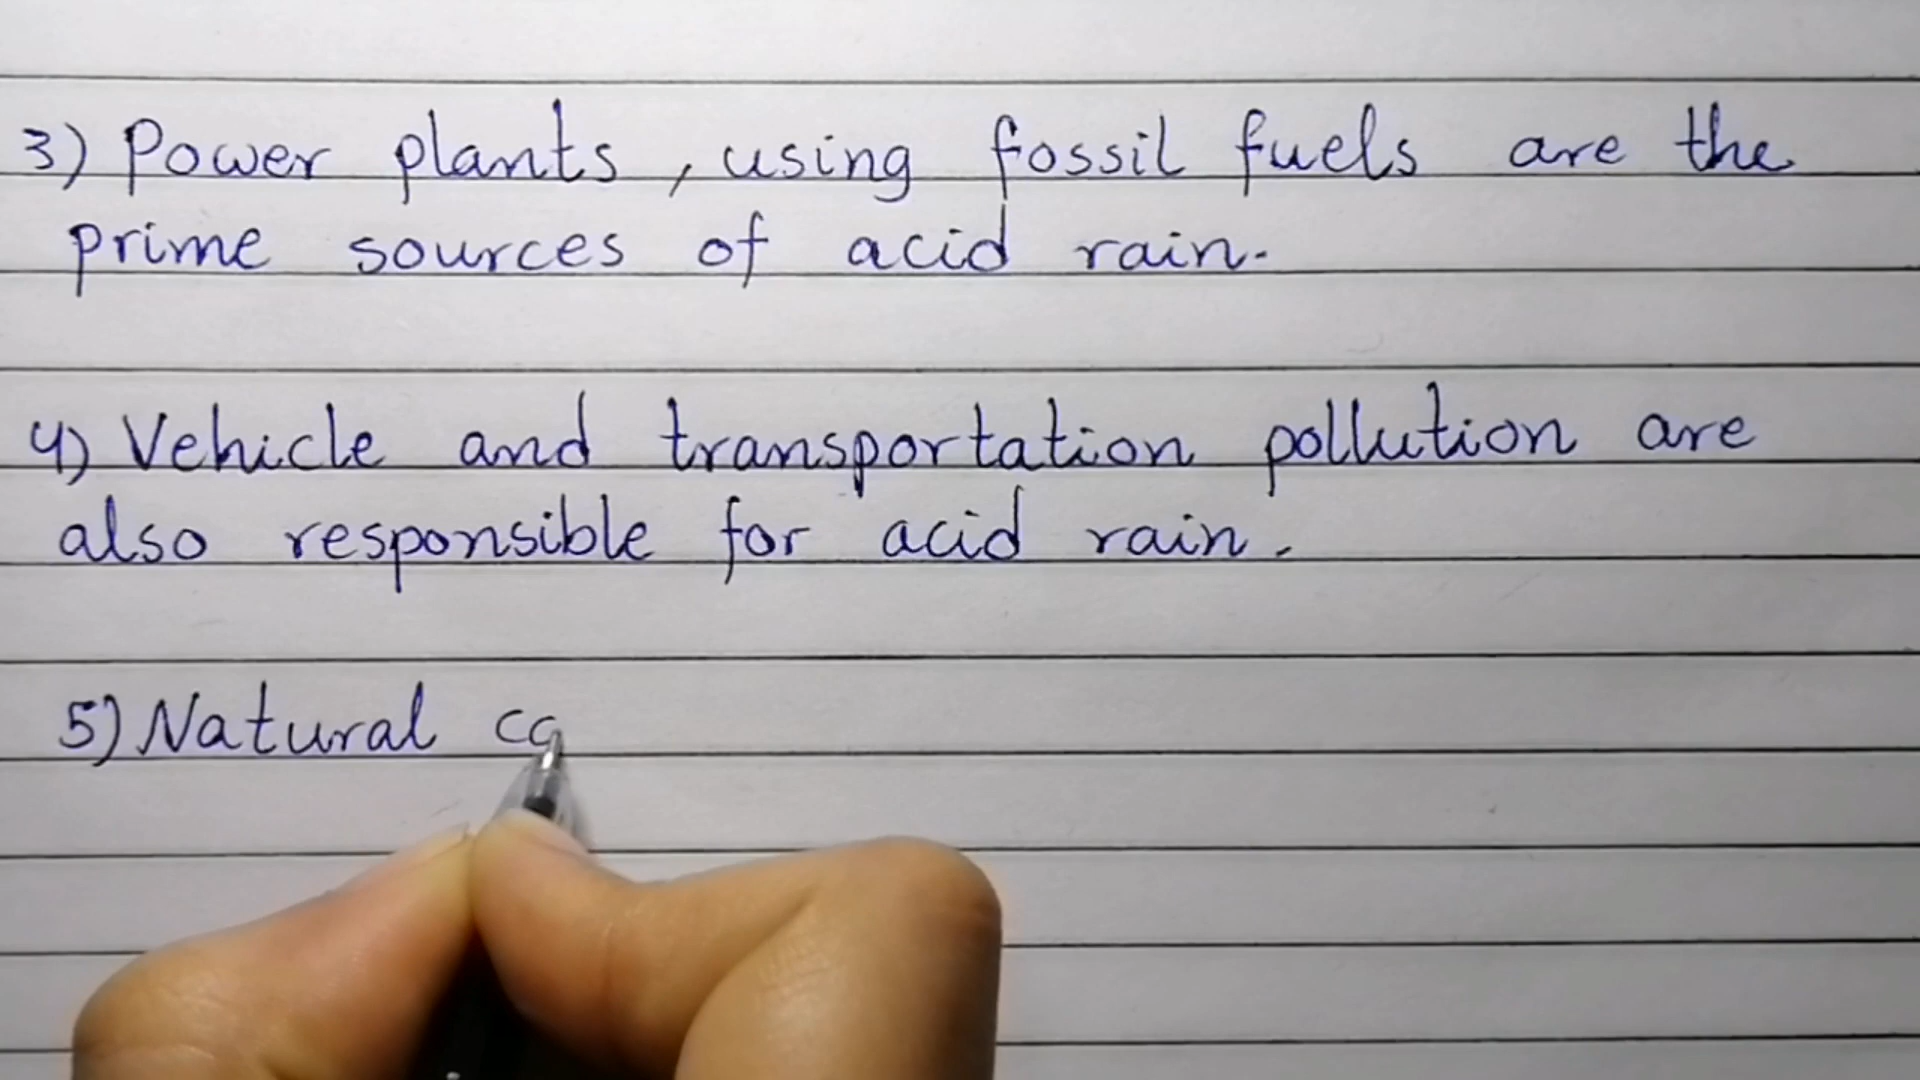 3) Power plants, using fossil fuels are the
prime sources of acid rain.
4) Vehicle and transportation pollution are
also responsible for acid rain.
5) Natural